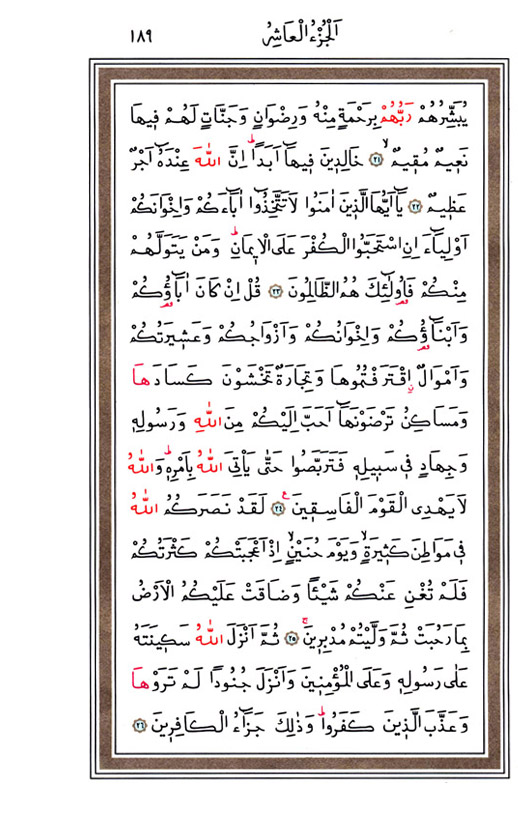 اَلْجُزْءُ الْعَاشِرُ ١٨٩
يُبَشِّرُهُمْ رَبُّهُمْ بِرَحْمَةٍ مِنْهُ وَرِضْوَانٍ وَجَنَّاتٍ لَهُمْ فٖيهَا
نَعٖيمٌ مُقٖيمٌۙ ﴿٢١﴾ خَالِدٖينَ فٖيهَٓا اَبَداًؕ اِنَّ اللّٰهَ عِنْدَهُٓ اَجْرٌ
عَظٖيمٌ ﴿٢٢﴾ يَٓا اَيُّهَا الَّذٖينَ اٰمَنُوا لَا تَتَّخِذُٓوا اٰبَٓاءَكُمْ وَاِخْوَانَكُمْ
اَوْلِيَٓاءَ اِنِ اسْتَحَبُّوا الْكُفْرَ عَلَى الْاٖيمَانِؕ وَمَنْ يَتَوَلَّهُمْ
مِنْكُمْ فَاُو۬لٰٓئِكَ هُمُ الظَّالِمُونَ ﴿٢٣﴾ قُلْ اِنْ كَانَ اٰبَٓاؤُ۬كُمْ
وَاَبْنَٓاؤُ۬كُمْ وَاِخْوَانُكُمْ وَاَزْوَاجُكُمْ وَعَشٖيرَتُكُمْ
وَاَمْوَالٌۨ اقْتَرَفْتُمُوهَا وَتِجَارَةٌ تَخْشَوْنَ كَسَادَهَا
وَمَسَاكِنُ تَرْضَوْنَهَٓا اَحَبَّ اِلَيْكُمْ مِنَ اللّٰهِ وَرَسُولِهٖ
وَجِهَادٍ فٖي سَبٖيلِهٖ فَتَرَبَّصُوا حَتّٰى يَأْتِيَ اللّٰهُ بِاَمْرِهٖؕ وَاللّٰهُ
لَا يَهْدِي الْقَوْمَ الْفَاسِقٖينَࣖ ﴿٢٤﴾ لَقَدْ نَصَرَكُمُ اللّٰهُ
فٖي مَوَاطِنَ كَثٖيرَةٍۙ وَيَوْمَ حُنَيْنٍۙ اِذْ اَعْجَبَتْكُمْ كَثْرَتُكُمْ
فَلَمْ تُغْنِ عَنْكُمْ شَيْـٔاً وَضَاقَتْ عَلَيْكُمُ الْاَرْضُ
بِمَا رَحُبَتْ ثُمَّ وَلَّيْتُمْ مُدْبِرٖينَۚ ﴿٢٥﴾ ثُمَّ اَنْزَلَ اللّٰهُ سَكٖينَتَهُ
عَلٰى رَسُولِهٖ وَعَلَى الْمُؤْمِنٖينَ وَاَنْزَلَ جُنُوداً لَمْ تَرَوْهَا
وَعَذَّبَ الَّذٖينَ كَفَرُواؕ وَذٰلِكَ جَزَٓاءُ الْكَافِرٖينَ ﴿٢٦﴾